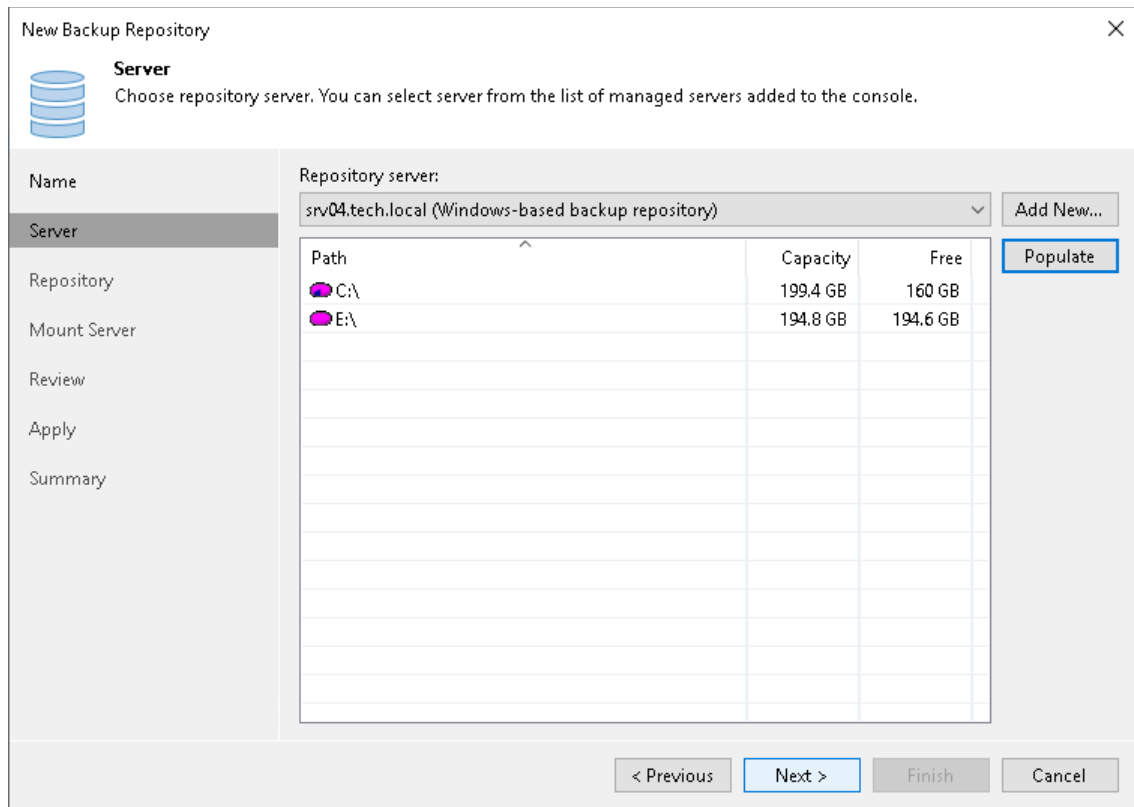 New Backup Repository
Server
Choose repository server. You can select server from the list of managed servers added to the console.
Name
Server
Repository
Mount Server
Review
Apply
Summary
Repository server:
srv04.tech.local (Windows-based backup repository)
Add New...
Populate
Path Capacity Free
C:\ 199.4 GB 160 GB
E:\ 194.8 GB 194.6 GB
< Previous Next > Finish Cancel